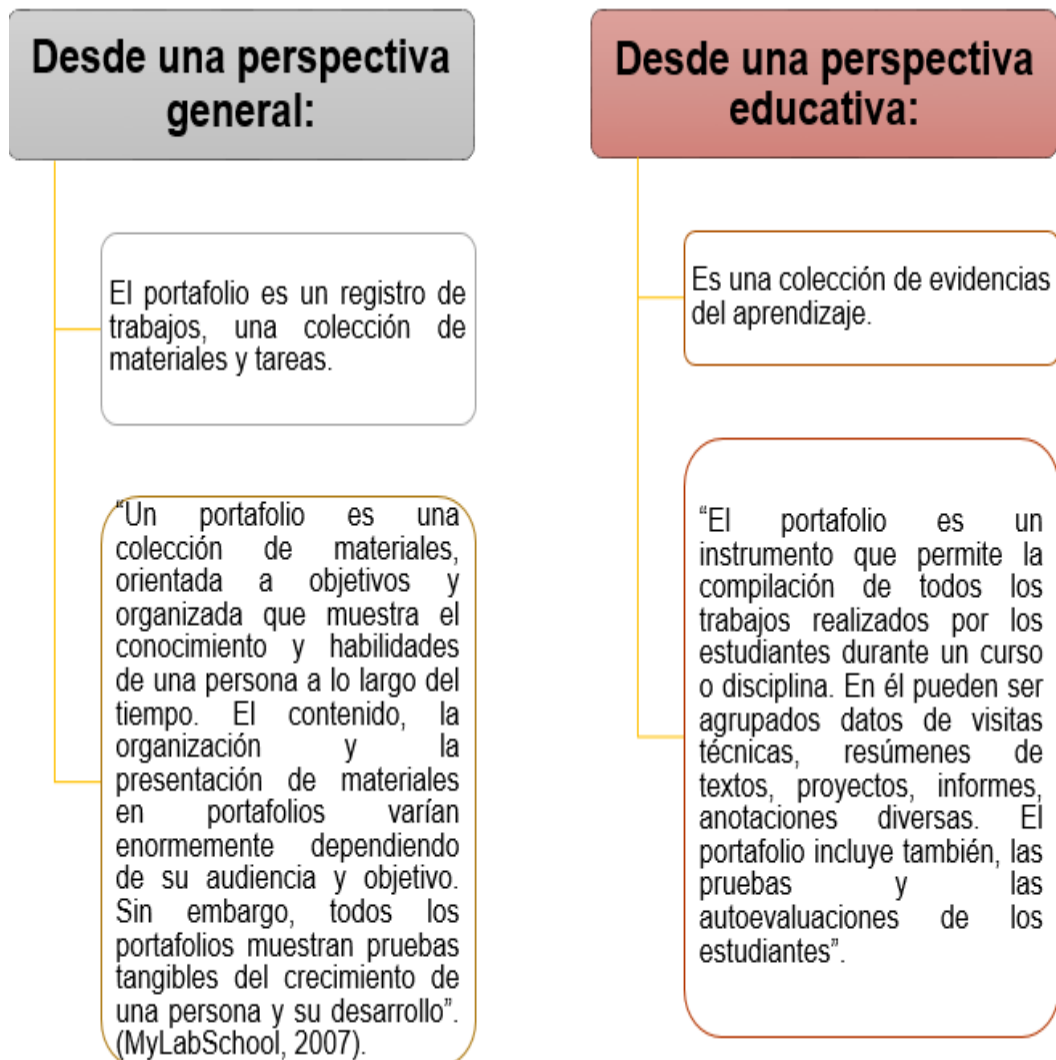 Desde una perspectiva
general:
El portafolio es un registro de
trabajos, una colección de
materiales y tareas.
“Un portafolio es una
colección de materiales,
orientada a objetivos y
organizada que muestra el
conocimiento y habilidades
de una persona a lo largo del
tiempo. El contenido, la
organización y la
presentación de materiales
en portafolios varían
enormemente dependiendo
de su audiencia y objetivo.
Sin embargo, todos los
portafolios muestran pruebas
tangibles del crecimiento de
una persona y su desarrollo”.
(MyLabSchool, 2007).
Desde una perspectiva
educativa:
Es una colección de evidencias
del aprendizaje.
“El portafolio es un
instrumento que permite la
compilación de todos los
trabajos realizados por los
estudiantes durante un curso
o disciplina. En él pueden ser
agrupados datos de visitas
técnicas, resúmenes de
textos, proyectos, informes,
anotaciones diversas. El
portafolio incluye también, las
pruebas y las
autoevaluaciones de los
estudiantes”.